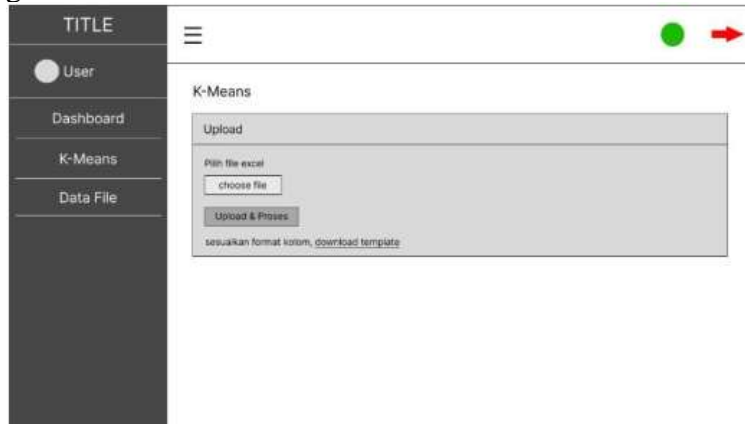 TITLE
User
Dashboard
K-Means
Data File
K-Means
Upload
Pilih file excel
choose file
Upload & Proses
sesuaikan format kolom, download template